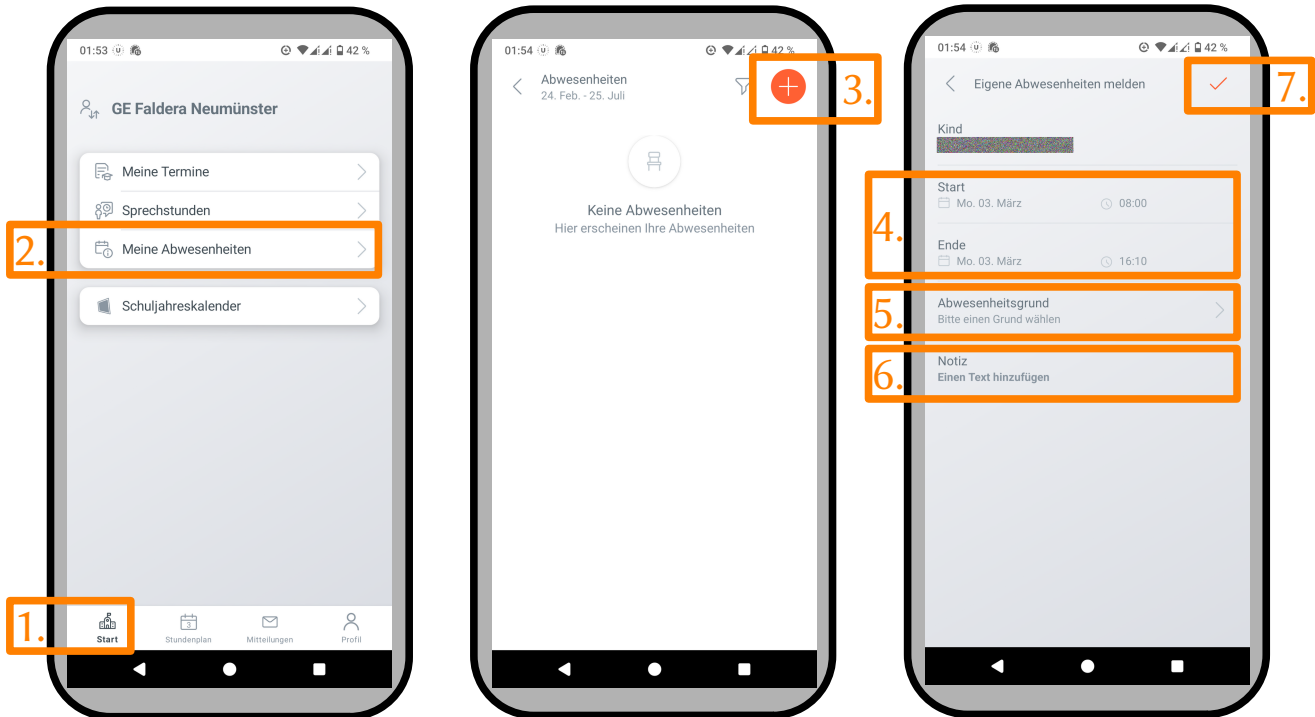 01:53 42 %
GE Faldera Neumünster
Meine Termine
Sprechstunden
2. Meine Abwesenheiten
Schuljahreskalender
1. Start
3
Stundenplan
Mitteilungen
Profil
01:54 42 %
Abwesenheiten
24. Feb. - 25. Juli
3.
Keine Abwesenheiten
Hier erscheinen Ihre Abwesenheiten
01:54 42 %
Eigene Abwesenheiten melden
7.
Kind
4.
Start
Mo. 03. März 08:00
Ende
Mo. 03. März 16:10
5.
Abwesenheitsgrund
Bitte einen Grund wählen
6.
Notiz
Einen Text hinzufügen